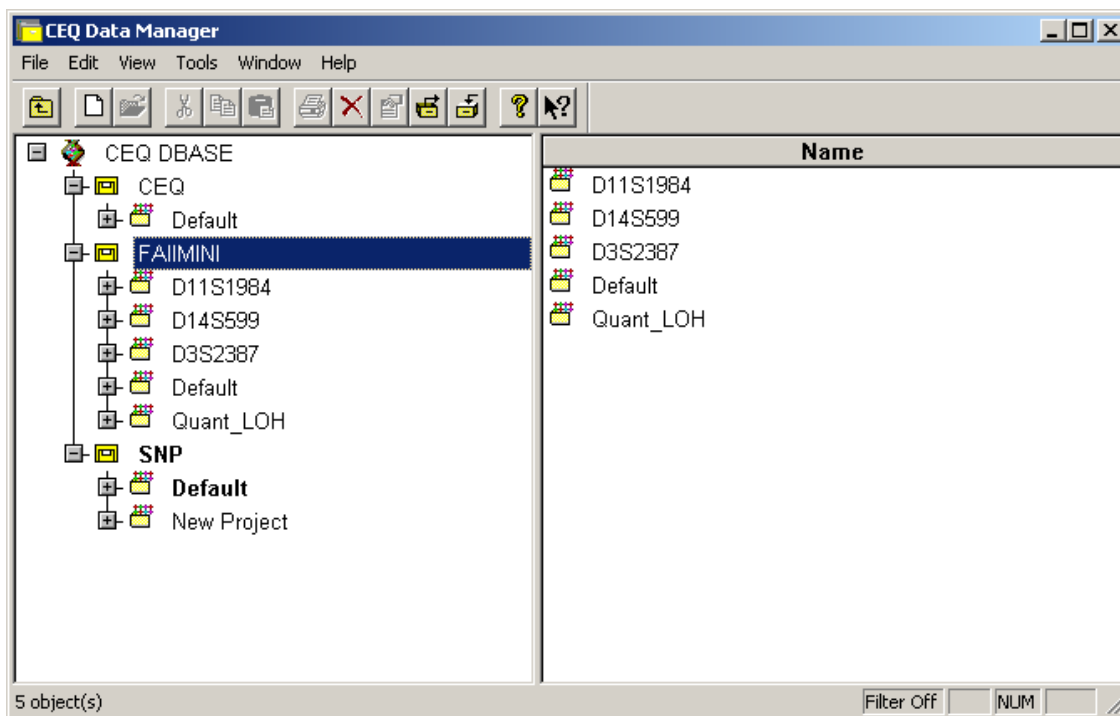 CEQ Data Manager
File Edit View Tools Window Help
CEQ DBASE
CEQ
Default
FAIIMINI
D11S1984
D14S599
D3S2387
Default
Quant_LOH
SNP
Default
New Project
Name
D11S1984
D14S599
D3S2387
Default
Quant_LOH
5 object(s)
Filter Off NUM